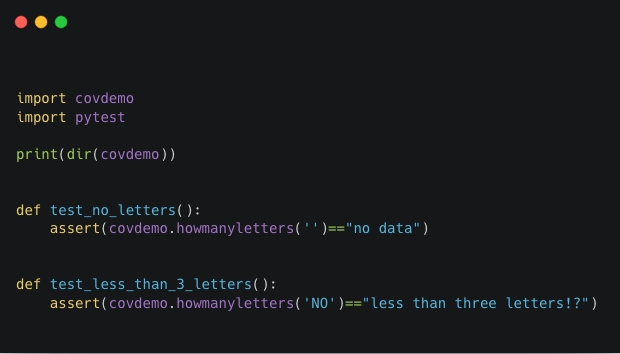 import covdemo
import pytest
print(dir(covdemo))
def test_no_letters():
    assert(covdemo.howmanyletters('')=="no data")
def test_less_than_3_letters():
    assert(covdemo.howmanyletters('NO')=="less than three letters!?")